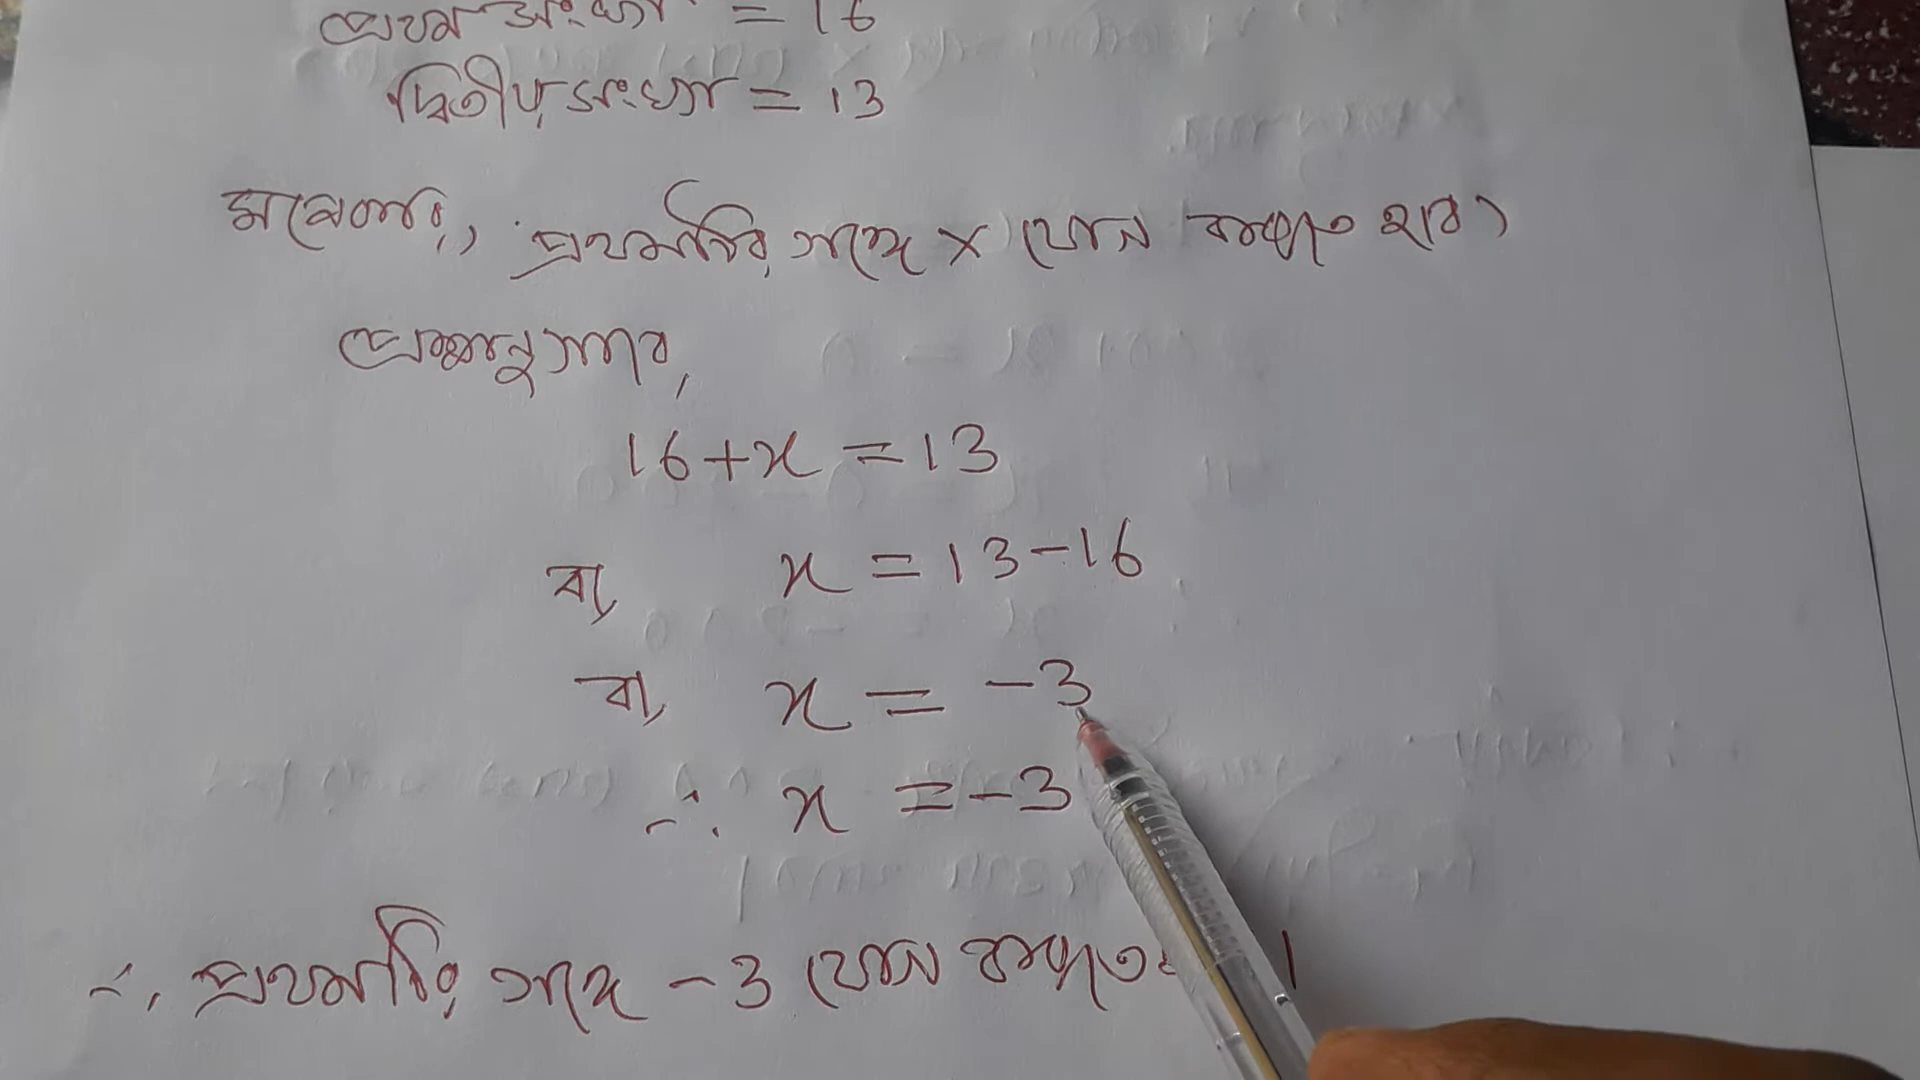 প্রথম সংখ্যা = 16
দ্বিতীয় সংখ্যা = 13
মনেকরি, প্রথমটির সঙ্গে x যোগ করতে হবে।
প্রশ্নানুসারে,
16+x = 13
বা, x = 13-16
বা, x = -3
∴ x = -3
∴, প্রথমটির সঙ্গে -3 যোগ করতে ।